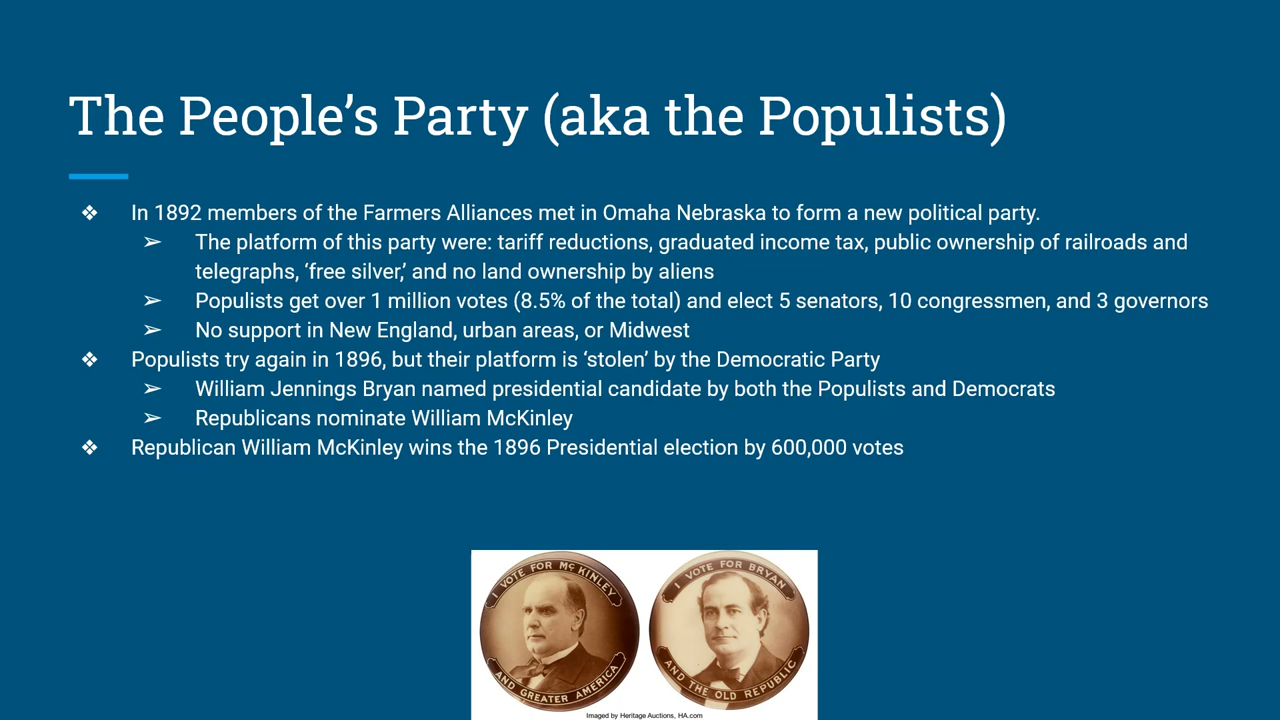 The People’s Party (aka the Populists)
❖ In 1892 members of the Farmers Alliances met in Omaha Nebraska to form a new political party.
➢ The platform of this party were: tariff reductions, graduated income tax, public ownership of railroads and
telegraphs, ‘free silver,’ and no land ownership by aliens
➢ Populists get over 1 million votes (8.5% of the total) and elect 5 senators, 10 congressmen, and 3 governors
➢ No support in New England, urban areas, or Midwest
❖ Populists try again in 1896, but their platform is ‘stolen’ by the Democratic Party
➢ William Jennings Bryan named presidential candidate by both the Populists and Democrats
➢ Republicans nominate William McKinley
❖ Republican William McKinley wins the 1896 Presidential election by 600,000 votes
I VOTE FOR McKINLEY
AND GREATER AMERICA
I VOTE FOR BRYAN
AND THE OLD REPUBLIC
Imaged by Heritage Auctions, HA.com